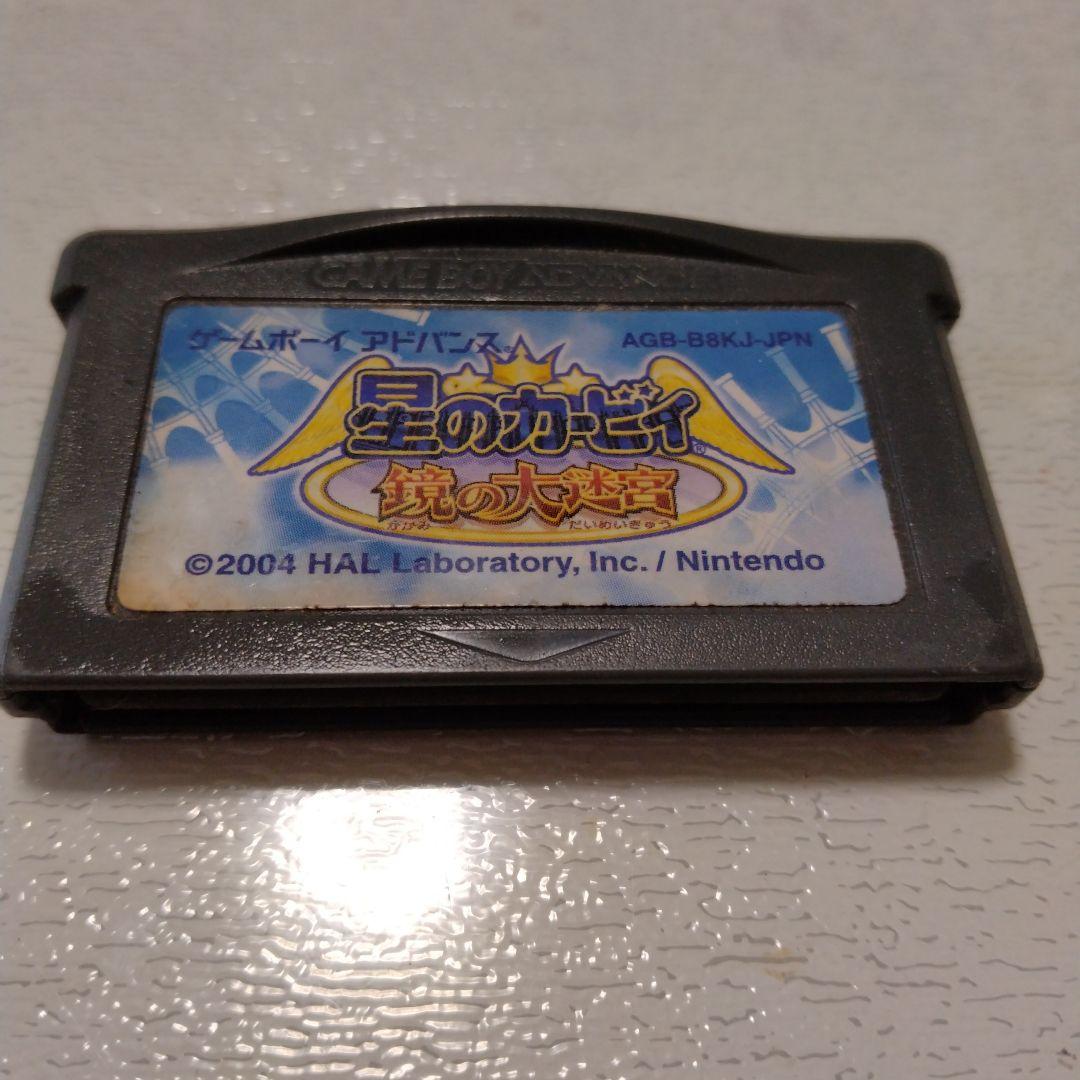 GAME BOY ADVANCE
ゲームボーイ アドバンス®
AGB-B8KJ-JPN
星のカービィ®
鏡の大迷宮
かがみ だいめいきゅう
©2004 HAL Laboratory, Inc. / Nintendo